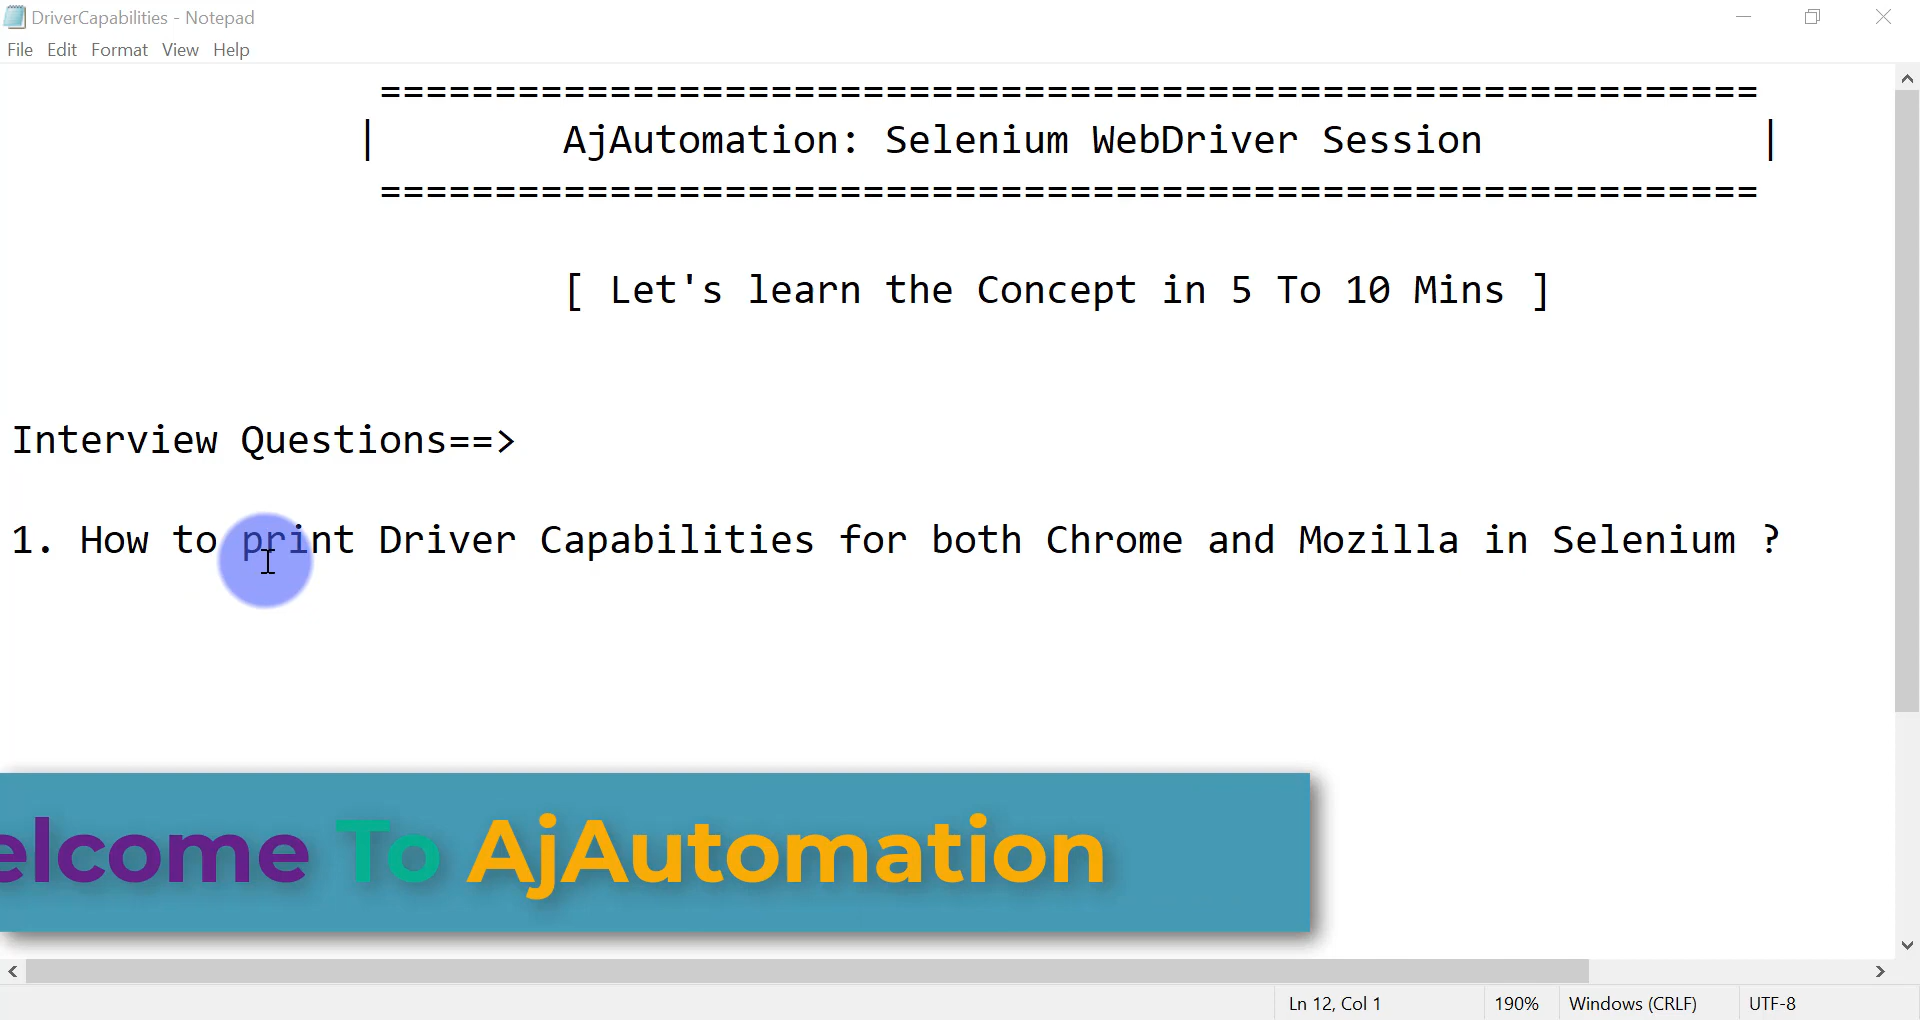 DriverCapabilities - Notepad
File Edit Format View Help
============================================================
| AjAutomation: Selenium WebDriver Session |
============================================================
[ Let's learn the Concept in 5 To 10 Mins ]
Interview Questions==>
1. How to print Driver Capabilities for both Chrome and Mozilla in Selenium ?
elcome To AjAutomation
Ln 12, Col 1 190% Windows (CRLF) UTF-8